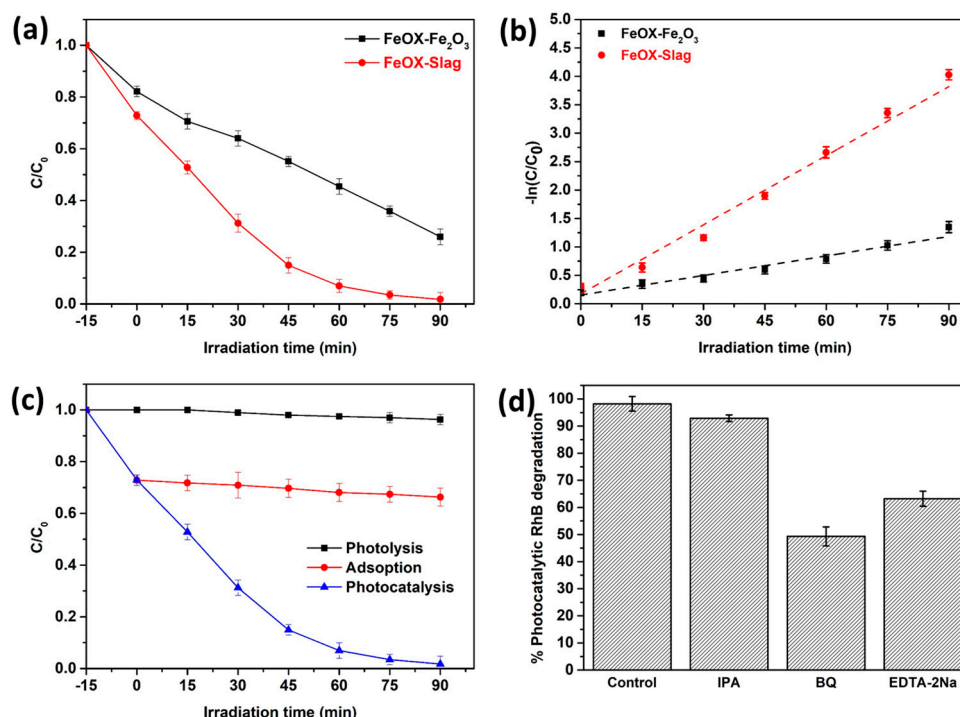 (a)
FeOX-Fe₂O₃
FeOX-Slag
1.0
0.8
0.6
0.4
0.2
0.0
C/C₀
-15 0 15 30 45 60 75 90
Irradiation time (min)
(b)
FeOX-Fe₂O₃
FeOX-Slag
5.0
4.5
4.0
3.5
3.0
2.5
2.0
1.5
1.0
0.5
0.0
-ln(C/C₀)
0 15 30 45 60 75 90
Irradiation time (min)
(c)
1.0
0.8
0.6
0.4
0.2
0.0
C/C₀
Photolysis
Adsoption
Photocatalysis
-15 0 15 30 45 60 75 90
Irradiation time (min)
(d)
100
90
80
70
60
50
40
30
20
10
0
% Photocatalytic RhB degradation
Control IPA BQ EDTA-2Na